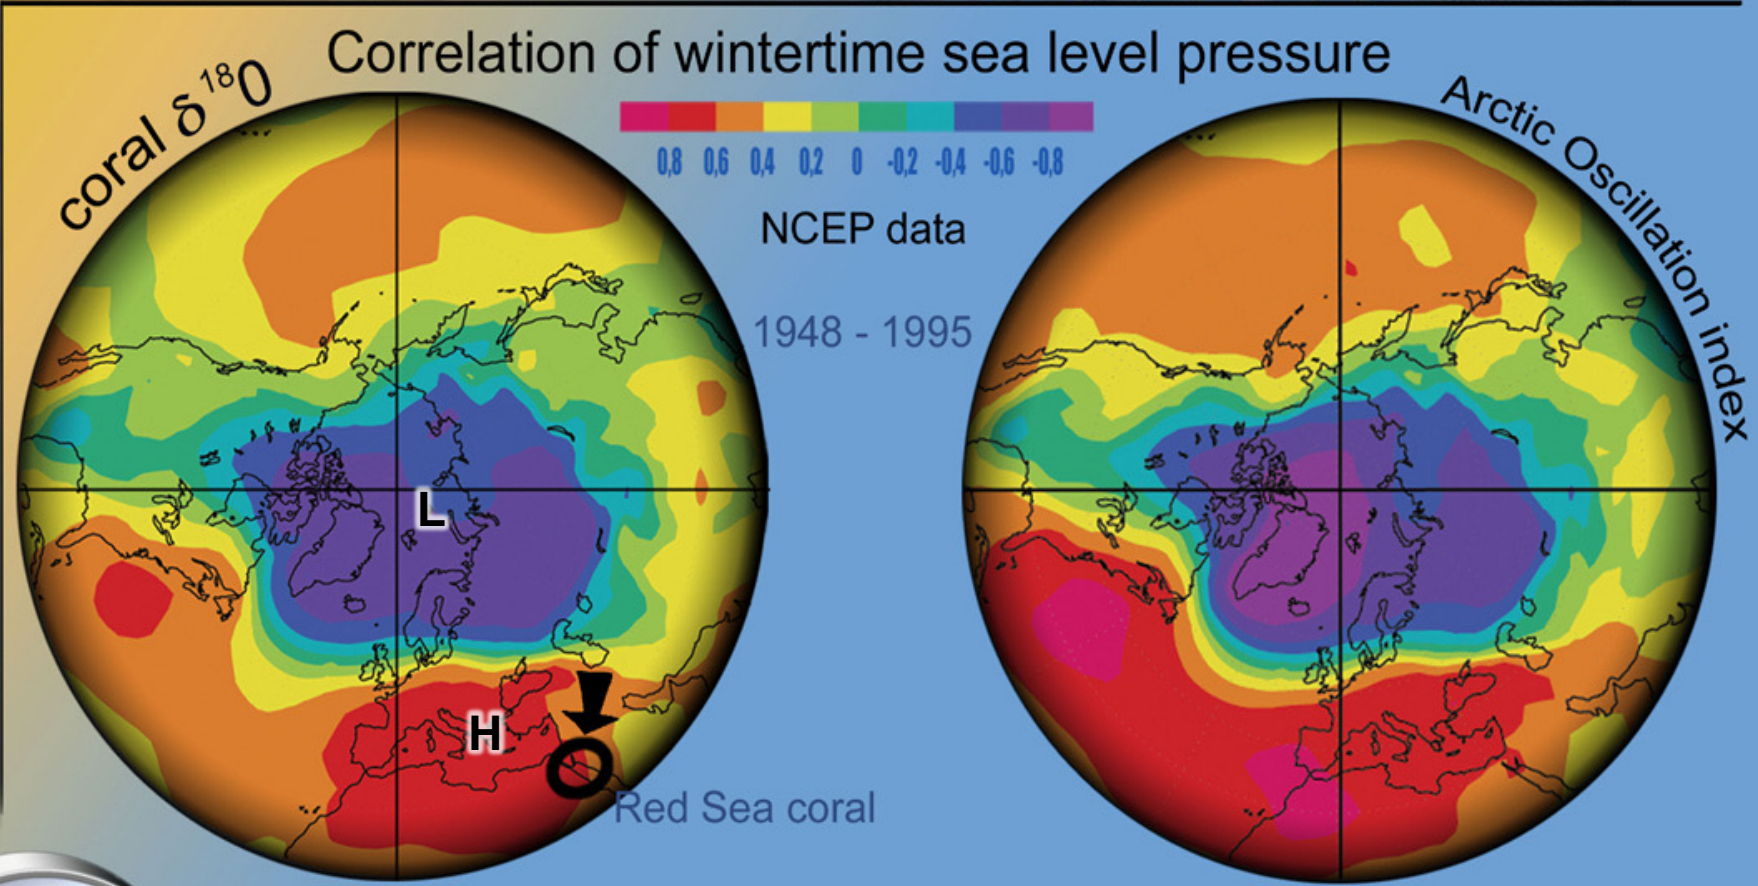 Correlation of wintertime sea level pressure
coral δ ¹⁸0
Arctic Oscillation index
0,8 0,6 0,4 0,2 0 -0,2 -0,4 -0,6 -0,8
NCEP data
1948 - 1995
L
H
Red Sea coral